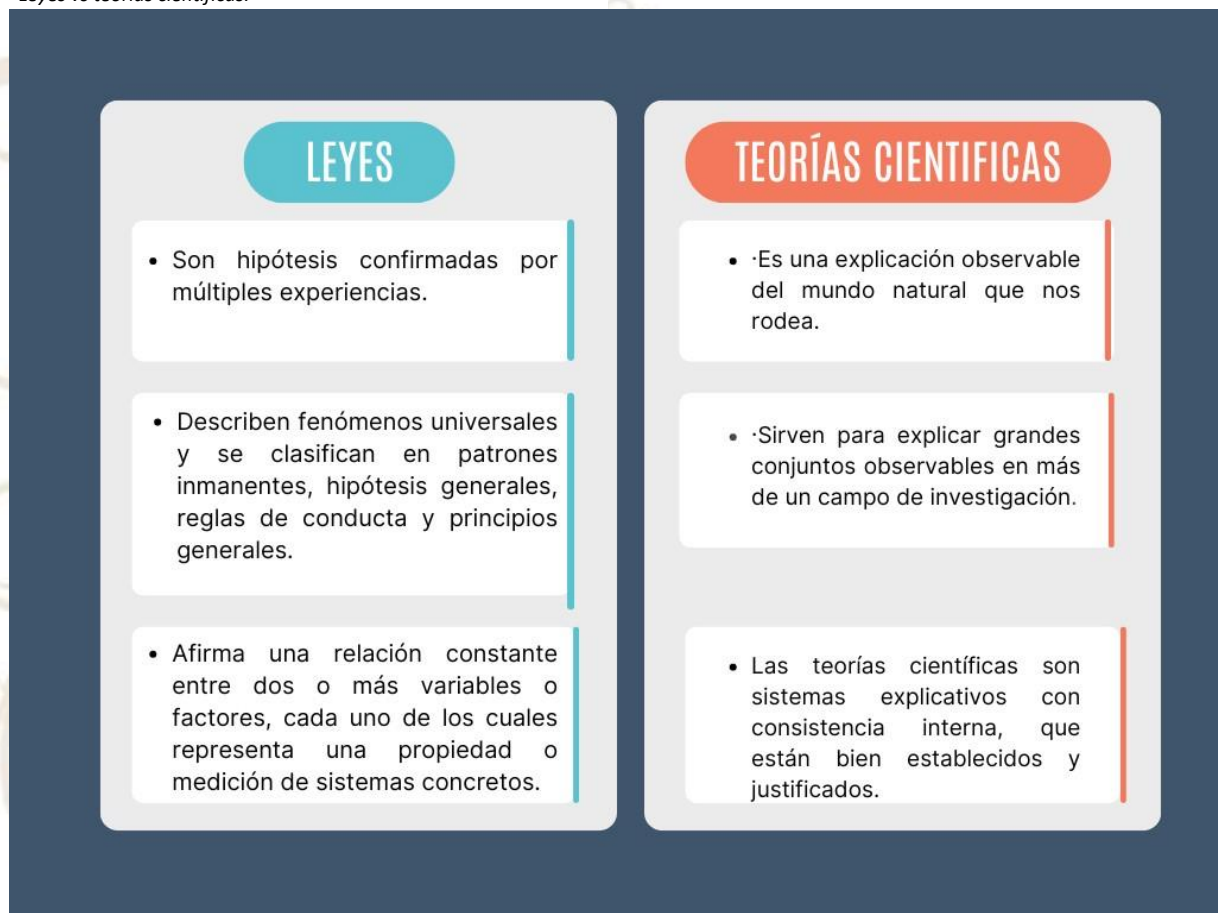 Leyes vs teorías científicas.
LEYES
• Son hipótesis confirmadas por
múltiples experiencias.
• Describen fenómenos universales
y se clasifican en patrones
inmanentes, hipótesis generales,
reglas de conducta y principios
generales.
• Afirma una relación constante
entre dos o más variables o
factores, cada uno de los cuales
representa una propiedad o
medición de sistemas concretos.
TEORÍAS CIENTIFICAS
• ·Es una explicación observable
del mundo natural que nos
rodea.
• ·Sirven para explicar grandes
conjuntos observables en más
de un campo de investigación.
• Las teorías científicas son
sistemas explicativos con
consistencia interna, que
están bien establecidos y
justificados.